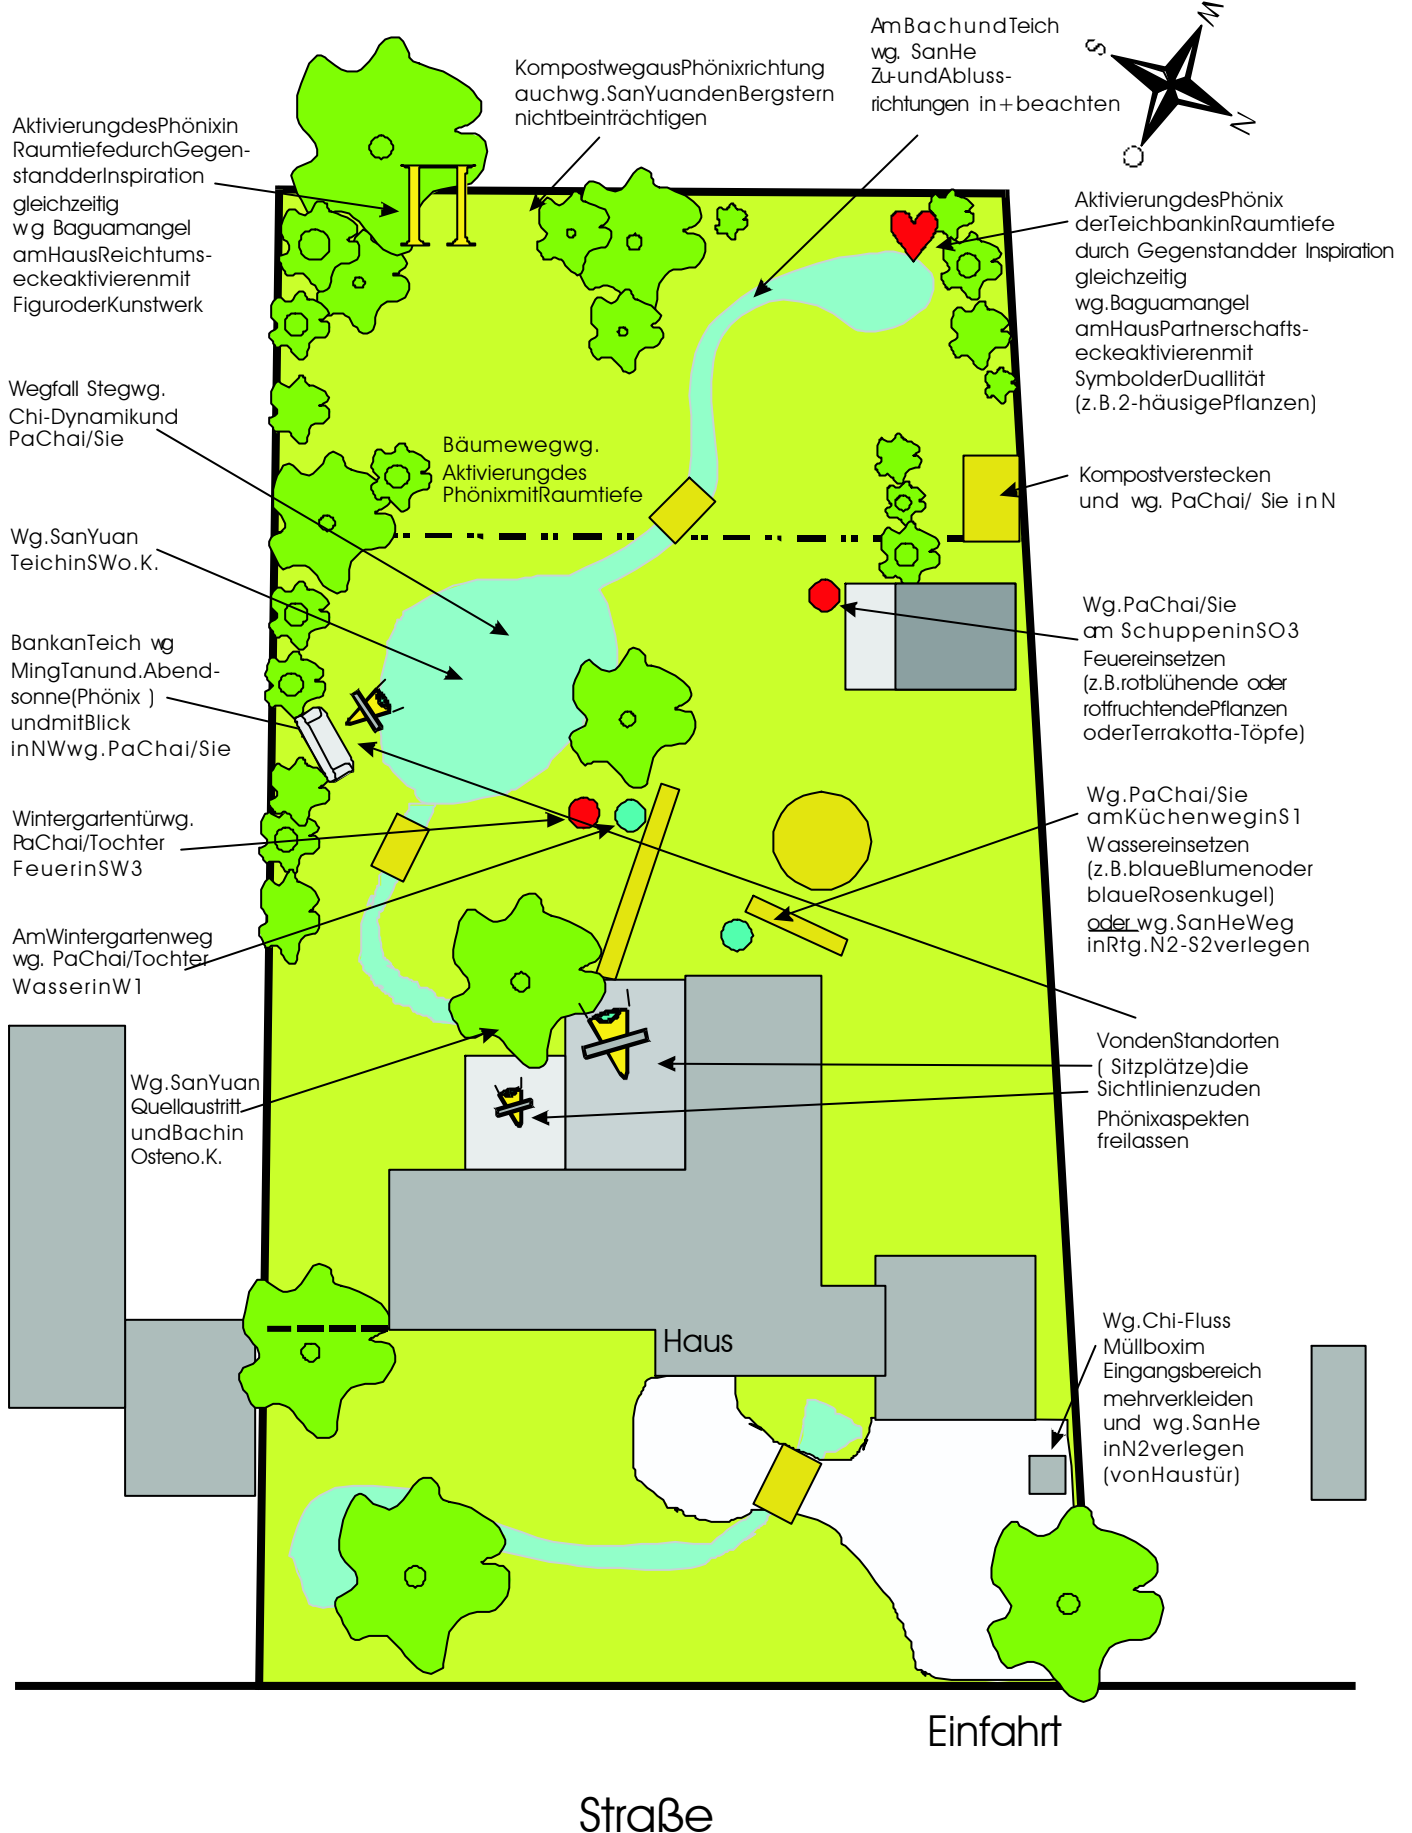 AktivierungdesPhönixin
RaumtiefedurchGegen-
standderInspiration
gleichzeitig
wg Baguamangel
amHausReichtums-
eckeaktivierenmit
FiguroderKunstwerk
KompostwegausPhönixrichtung
auchwg.SanYuandenBergstern
nichtbeinträchtigen
AmBachundTeich
wg. SanHe
Zu-undAbluss-
richtungen in+beachten
S
W
N
O
AktivierungdesPhönix
derTeichbankinRaumtiefe
durch Gegenstandder Inspiration
gleichzeitig
wg.Baguamangel
amHausPartnerschafts-
eckeaktivierenmit
SymbolderDuallität
(z.B.2-häusigePflanzen)
Wegfall Stegwg.
Chi-Dynamikund
PaChai/Sie
Bäumewegwg.
Aktivierungdes
PhönixmitRaumtiefe
Kompostverstecken
und wg. PaChai/ Sie inN
Wg.SanYuan
TeichinSWo.K.
Wg.PaChai/Sie
am SchuppeninSO3
Feuereinsetzen
(z.B.rotblühende oder
rotfruchtendePflanzen
oderTerrakotta-Töpfe)
BankanTeich wg
MingTanund.Abend-
sonne(Phönix )
undmitBlick
inNWwg.PaChai/Sie
Wg.PaChai/Sie
amKüchenweginS1
Wassereinsetzen
(z.B.blaueBlumenoder
blaueRosenkugel)
oder wg.SanHeWeg
inRtg.N2-S2verlegen
Wintergartentürwg.
PaChai/Tochter
FeuerinSW3
AmWintergartenweg
wg. PaChai/Tochter
WasserinW1
VondenStandorten
( Sitzplätze)die
Sichtlinienzuden
Phönixaspekten
freilassen
Wg.SanYuan
Quellaustritt
undBachin
Osteno.K.
Haus
Wg.Chi-Fluss
Müllboxim
Eingangsbereich
mehrverkleiden
und wg.SanHe
inN2verlegen
(vonHaustür)
Einfahrt
Straße